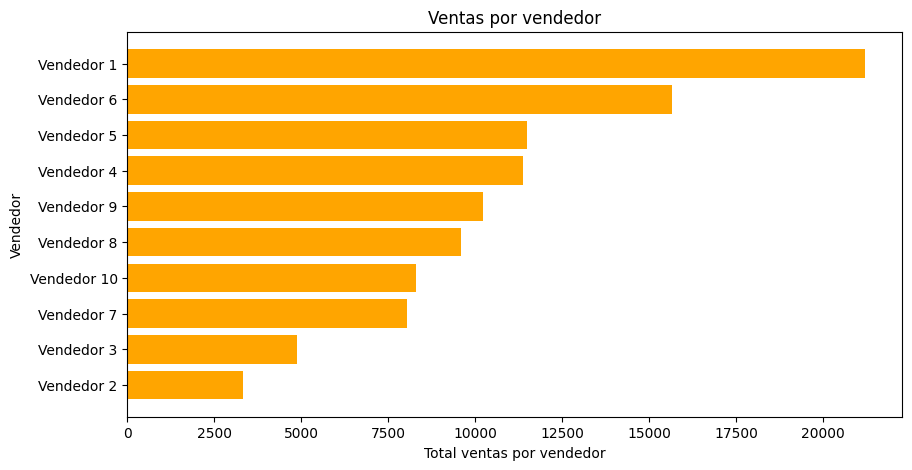 Ventas por vendedor
Vendedor
Vendedor 1
Vendedor 6
Vendedor 5
Vendedor 4
Vendedor 9
Vendedor 8
Vendedor 10
Vendedor 7
Vendedor 3
Vendedor 2
0 2500 5000 7500 10000 12500 15000 17500 20000
Total ventas por vendedor